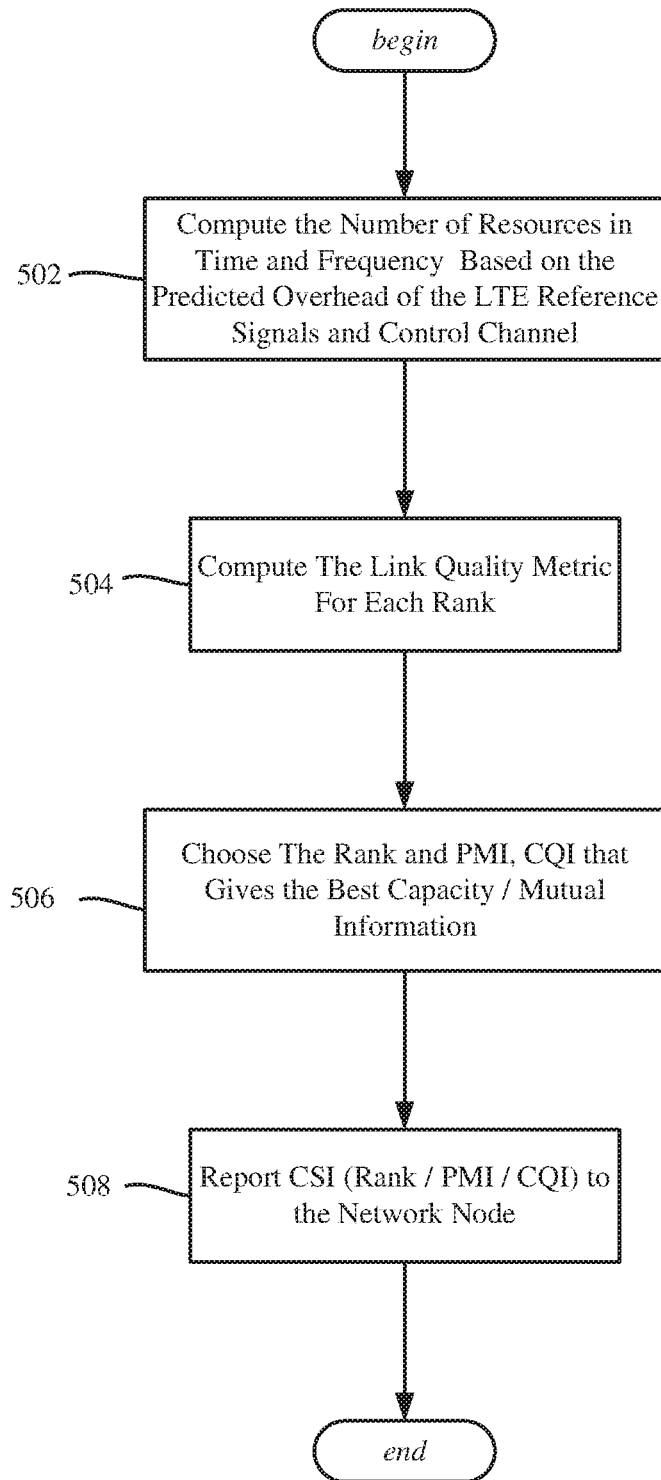 begin
502
Compute the Number of Resources in
Time and Frequency Based on the
Predicted Overhead of the LTE Reference
Signals and Control Channel
504
Compute The Link Quality Metric
For Each Rank
506
Choose The Rank and PMI, CQI that
Gives the Best Capacity / Mutual
Information
508
Report CSI (Rank / PMI / CQI) to
the Network Node
end